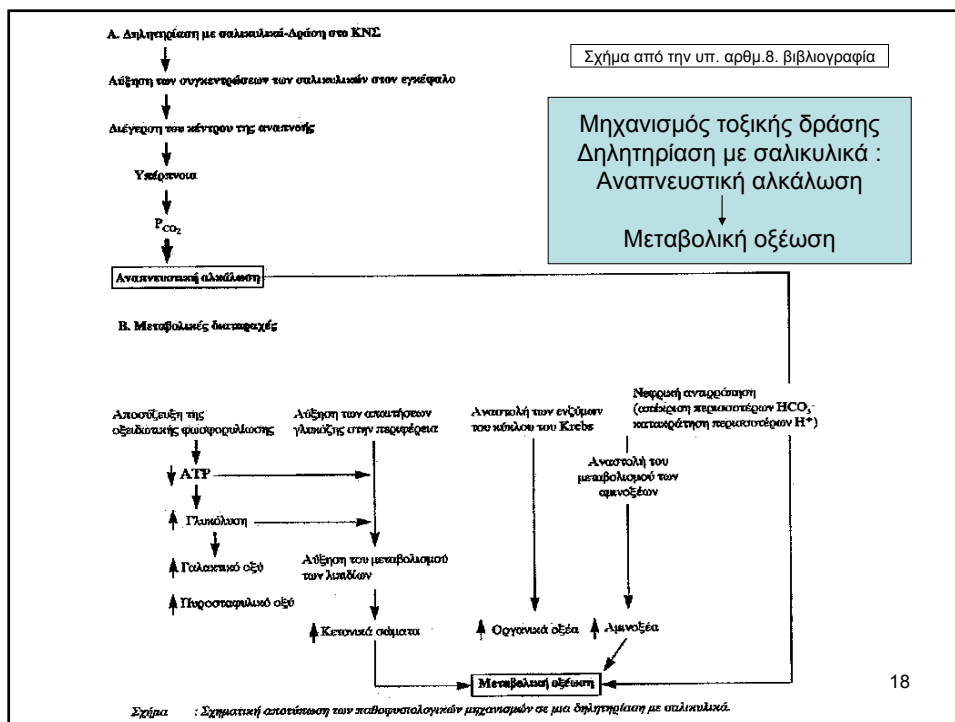 Α. Δηλητηρίαση με σαλικυλικά-Δράση στο ΚΝΣ
Αύξηση των συγκεντρώσεων των σαλικυλικών στον εγκέφαλο
Διέγερση του κέντρου της αναπνοής
Υπέρπνοια
P_CO₂
Αναπνευστική αλκάλωση
Σχήμα από την υπ. αρθμ.8. βιβλιογραφία
Μηχανισμός τοξικής δράσης
Δηλητηρίαση με σαλικυλικά :
Αναπνευστική αλκάλωση
Μεταβολική οξέωση
Β. Μεταβολικές διαταραχές
Αποσύζευξη της
οξειδωτικής φωσφορυλίωσης
ATP
Γλυκόλυση
Γαλακτικό οξύ
Πυροσταφυλικό οξύ
Αύξηση των απαιτήσεων
γλυκόζης στην περιφέρεια
Αύξηση του μεταβολισμού
των λιπιδίων
Κετονικά σώματα
Αναστολή των ενζύμων
του κύκλου του Krebs
Οργανικά οξέα
Νεφρική αντιρρόπηση
(απέκριση περισσοτέρων HCO₃⁻
κατακράτηση περισσοτέρων H⁺)
Αναστολή του
μεταβολισμού των
αμινοξέων
Αμινοξέα
Μεταβολική οξέωση
18
Σχήμα : Σχηματική αποτύπωση των παθοφυσιολογικών μηχανισμών σε μια δηλητηρίαση με σαλικυλικά.